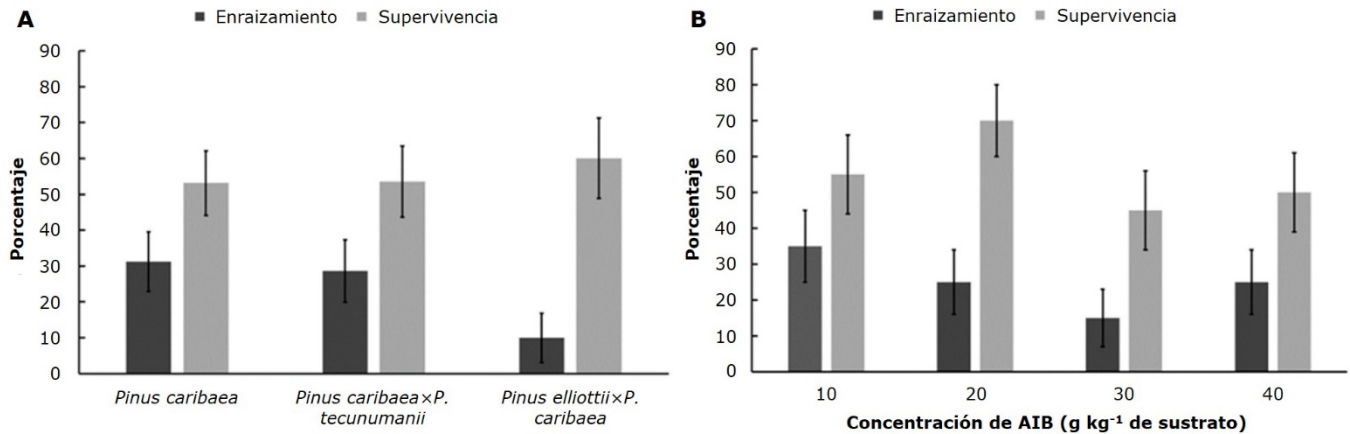 A
Enraizamiento Supervivencia
Porcentaje
90
80
70
60
50
40
30
20
10
0
Pinus caribaea
Pinus caribaea×P. tecunumanii
Pinus elliottii×P. caribaea
B
Enraizamiento Supervivencia
Porcentaje
90
80
70
60
50
40
30
20
10
0
10 20 30 40
Concentración de AIB (g kg⁻¹ de sustrato)